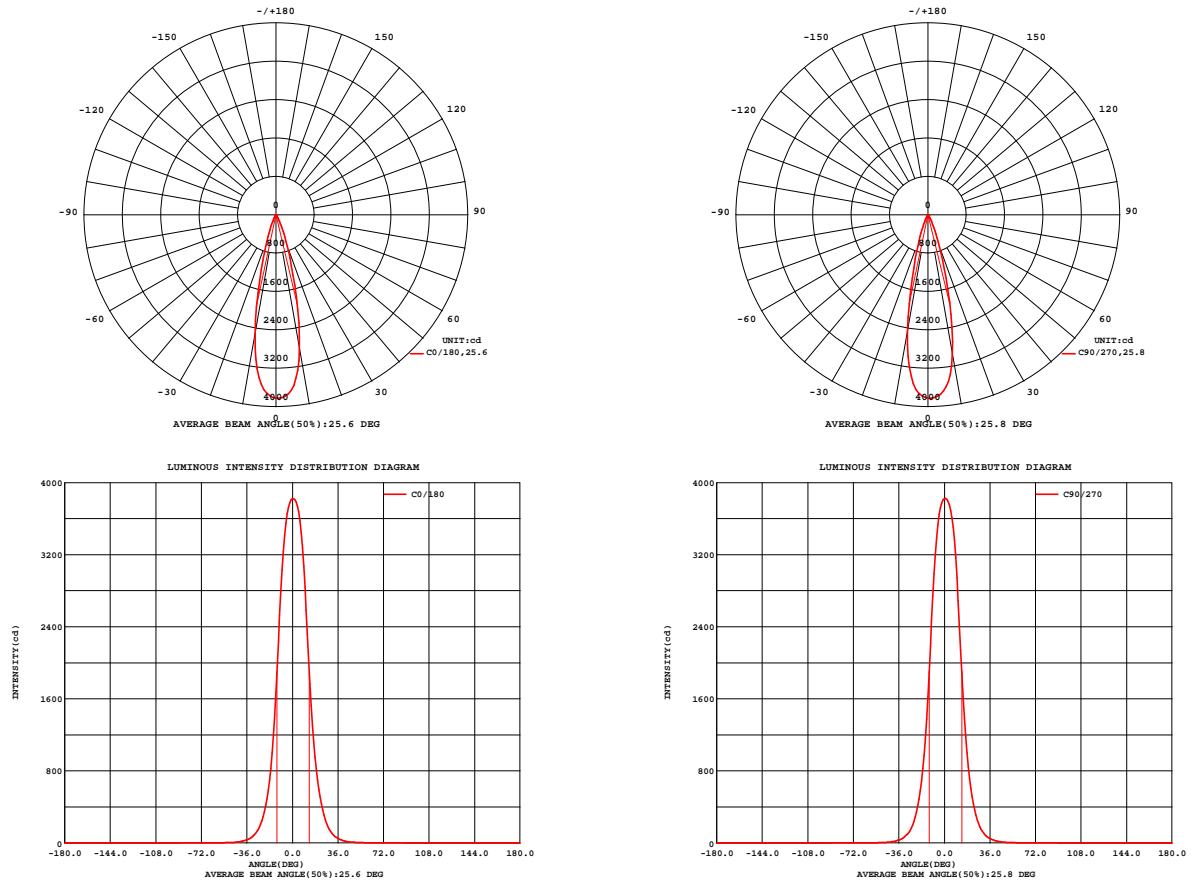 -/+180
-150 150
-120 120
-90 90
0
800
1600
-60 60
2400
UNIT:cd
C0/180,25.6
3200
-30 30
4000
0
AVERAGE BEAM ANGLE(50%):25.6 DEG
-/+180
-150 150
-120 120
-90 90
0
800
1600
-60 60
2400
UNIT:cd
C90/270,25.8
3200
-30 30
4000
0
AVERAGE BEAM ANGLE(50%):25.8 DEG
LUMINOUS INTENSITY DISTRIBUTION DIAGRAM
4000
C0/180
3200
2400
INTENSITY(cd)
1600
800
0
-180.0 -144.0 -108.0 -72.0 -36.0 0.0 36.0 72.0 108.0 144.0 180.0
ANGLE(DEG)
AVERAGE BEAM ANGLE(50%):25.6 DEG
LUMINOUS INTENSITY DISTRIBUTION DIAGRAM
4000
C90/270
3200
2400
INTENSITY(cd)
1600
800
0
-180.0 -144.0 -108.0 -72.0 -36.0 0.0 36.0 72.0 108.0 144.0 180.0
ANGLE(DEG)
AVERAGE BEAM ANGLE(50%):25.8 DEG